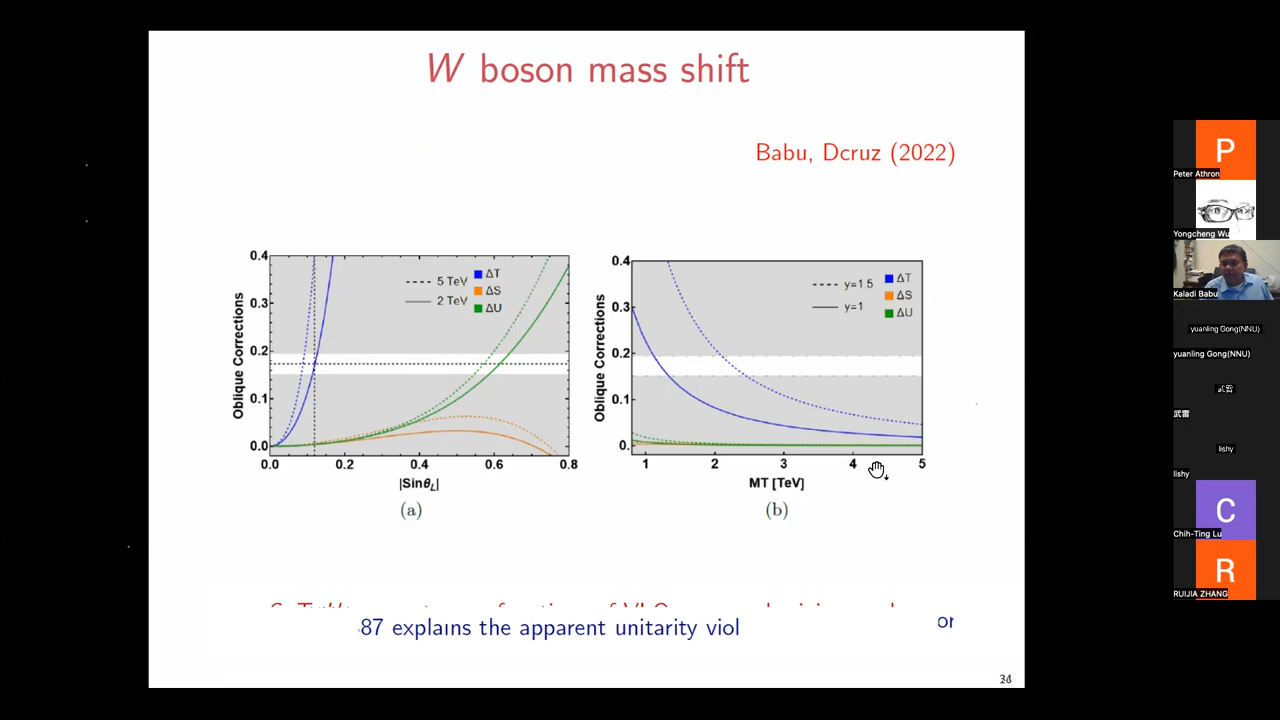 W boson mass shift
Babu, Dcruz (2022)
Oblique Corrections
0.4
0.3
0.2
0.1
0.0
0.0 0.2 0.4 0.6 0.8
|Sinθ_L|
5 TeV
2 TeV
ΔT
ΔS
ΔU
(a)
Oblique Corrections
0.4
0.3
0.2
0.1
0.
1 2 3 4 5
MT [TeV]
y=1.5
y=1
ΔT
ΔS
ΔU
(b)
87 explains the apparent unitarity viol
or
P
Peter Athron
Yongcheng Wu
Kaladi Babu
yuanling Gong(NNU)
yuanling Gong(NNU)
武雷
武雷
lishy
lishy
C
Chih-Ting Lu
R
RUIJIA ZHANG